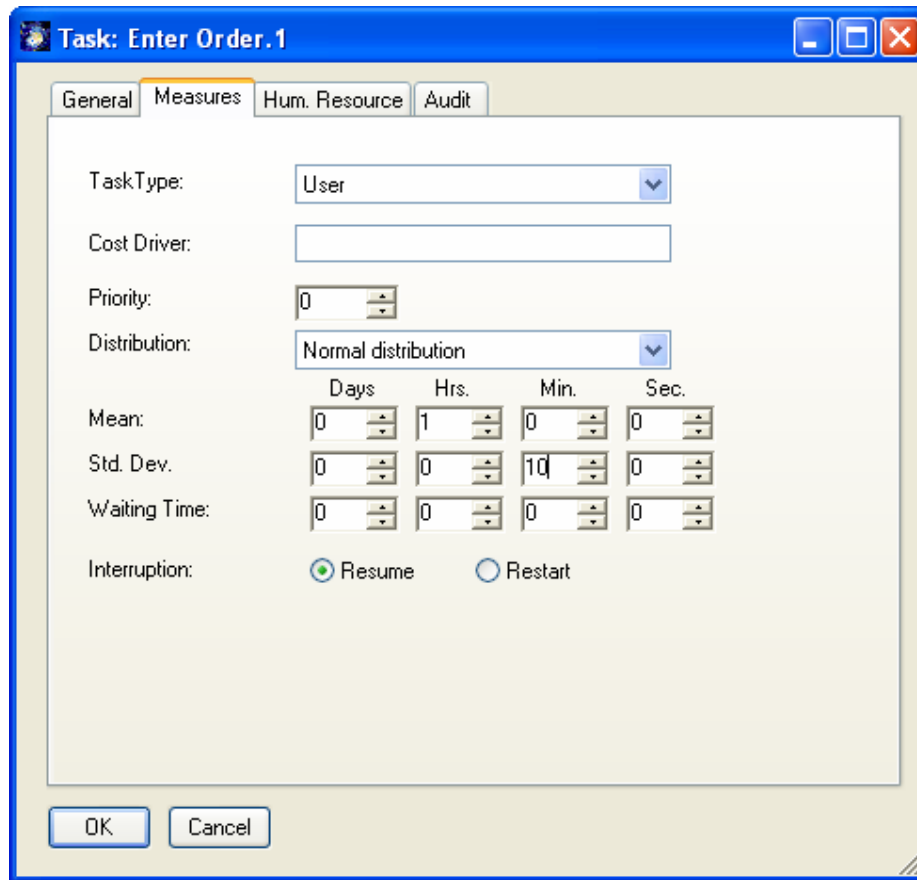 Task: Enter Order.1
General Measures Hum. Resource Audit
TaskType: User
Cost Driver:
Priority: 0
Distribution: Normal distribution
Days Hrs. Min. Sec.
Mean: 0 1 0 0
Std. Dev. 0 0 10 0
Waiting Time: 0 0 0 0
Interruption: Resume Restart
OK Cancel